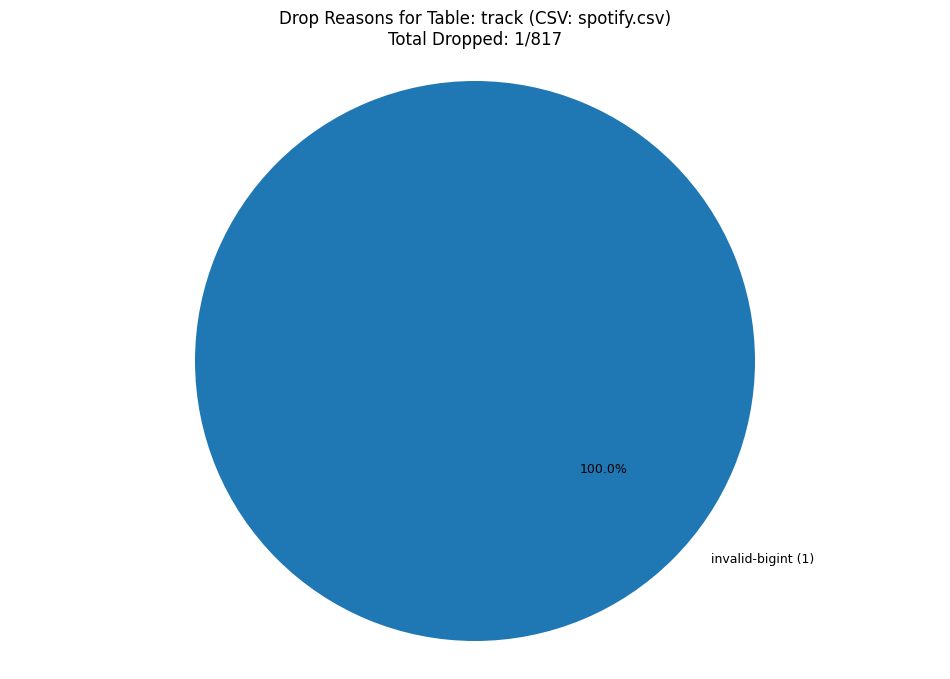 Drop Reasons for Table: track (CSV: spotify.csv)
Total Dropped: 1/817
100.0%
invalid-bigint (1)